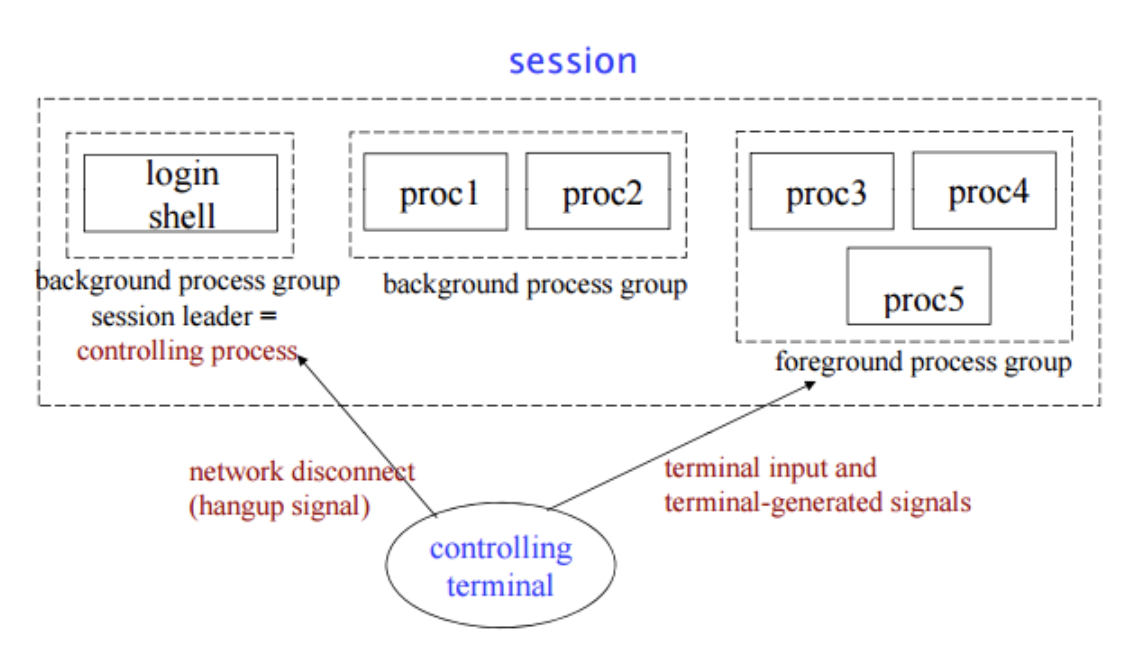 session
login
shell
proc1
proc2
proc3
proc4
proc5
background process group
session leader =
controlling process
background process group
foreground process group
network disconnect
(hangup signal)
terminal input and
terminal-generated signals
controlling
terminal